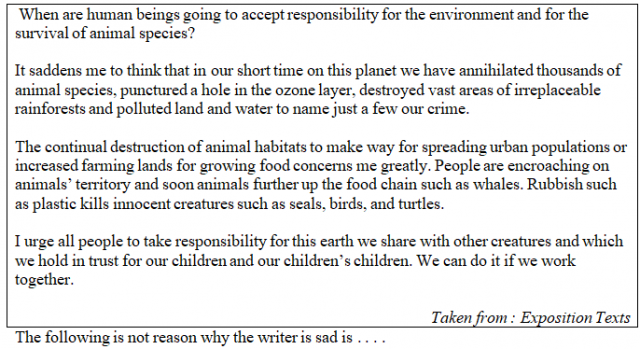 When are human beings going to accept responsibility for the environment and for the
survival of animal species?
It saddens me to think that in our short time on this planet we have annihilated thousands of
animal species, punctured a hole in the ozone layer, destroyed vast areas of irreplaceable
rainforests and polluted land and water to name just a few our crime.
The continual destruction of animal habitats to make way for spreading urban populations or
increased farming lands for growing food concerns me greatly. People are encroaching on
animals’ territory and soon animals further up the food chain such as whales. Rubbish such
as plastic kills innocent creatures such as seals, birds, and turtles.
I urge all people to take responsibility for this earth we share with other creatures and which
we hold in trust for our children and our children’s children. We can do it if we work
together.
Taken from : Exposition Texts
The following is not reason why the writer is sad is . . . .